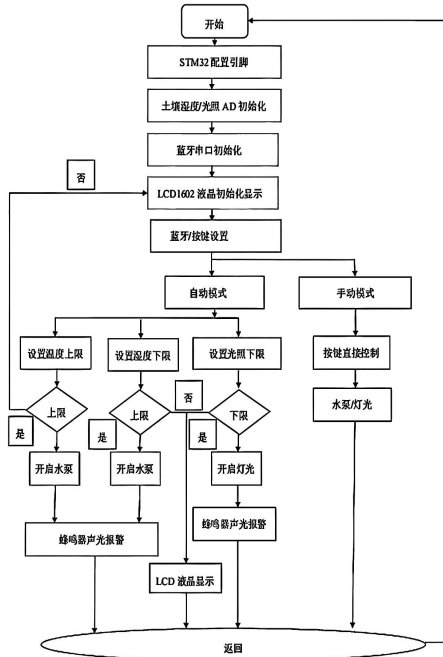 开始
STM32 配置引脚
土壤湿度/光照 AD 初始化
蓝牙串口初始化
否
LCD1602 液晶初始化显示
蓝牙/按键设置
自动模式
手动模式
设置温度上限
设置湿度下限
设置光照下限
按键直接控制
否
上限
上限
下限
水泵/灯光
是
是
是
开启水泵
开启水泵
开启灯光
蜂鸣器声光报警
蜂鸣器声光报警
LCD 液晶显示
返回